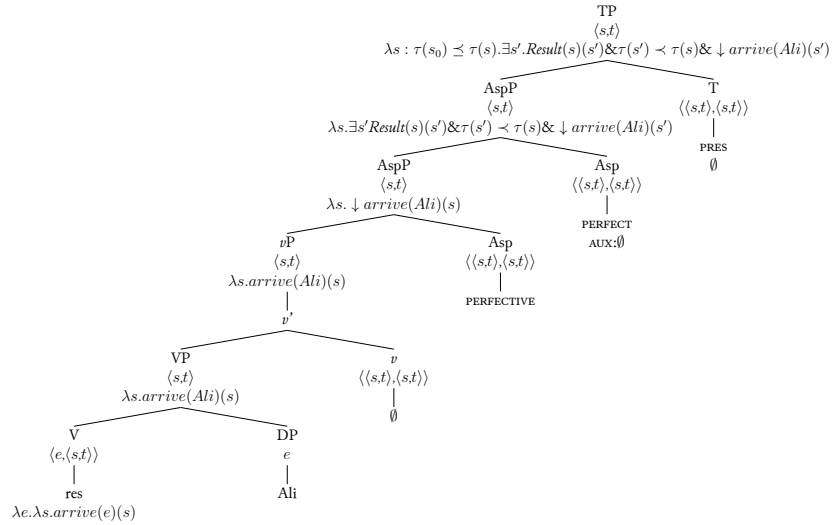 TP
⟨s,t⟩
λs : τ(s₀) ⪯ τ(s).∃s′.Result(s)(s′)&τ(s′) ≺ τ(s)& ↓ arrive(Ali)(s′)
AspP T
⟨s,t⟩ ⟨⟨s,t⟩,⟨s,t⟩⟩
λs.∃s′Result(s)(s′)&τ(s′) ≺ τ(s)& ↓ arrive(Ali)(s′)
PRES
∅
AspP Asp
⟨s,t⟩ ⟨⟨s,t⟩,⟨s,t⟩⟩
λs. ↓ arrive(Ali)(s)
PERFECT
AUX:∅
vP Asp
⟨s,t⟩ ⟨⟨s,t⟩,⟨s,t⟩⟩
λs.arrive(Ali)(s)
PERFECTIVE
v'
VP v
⟨s,t⟩ ⟨⟨s,t⟩,⟨s,t⟩⟩
λs.arrive(Ali)(s)
∅
V DP
⟨e,⟨s,t⟩⟩ e
res Ali
λe.λs.arrive(e)(s)